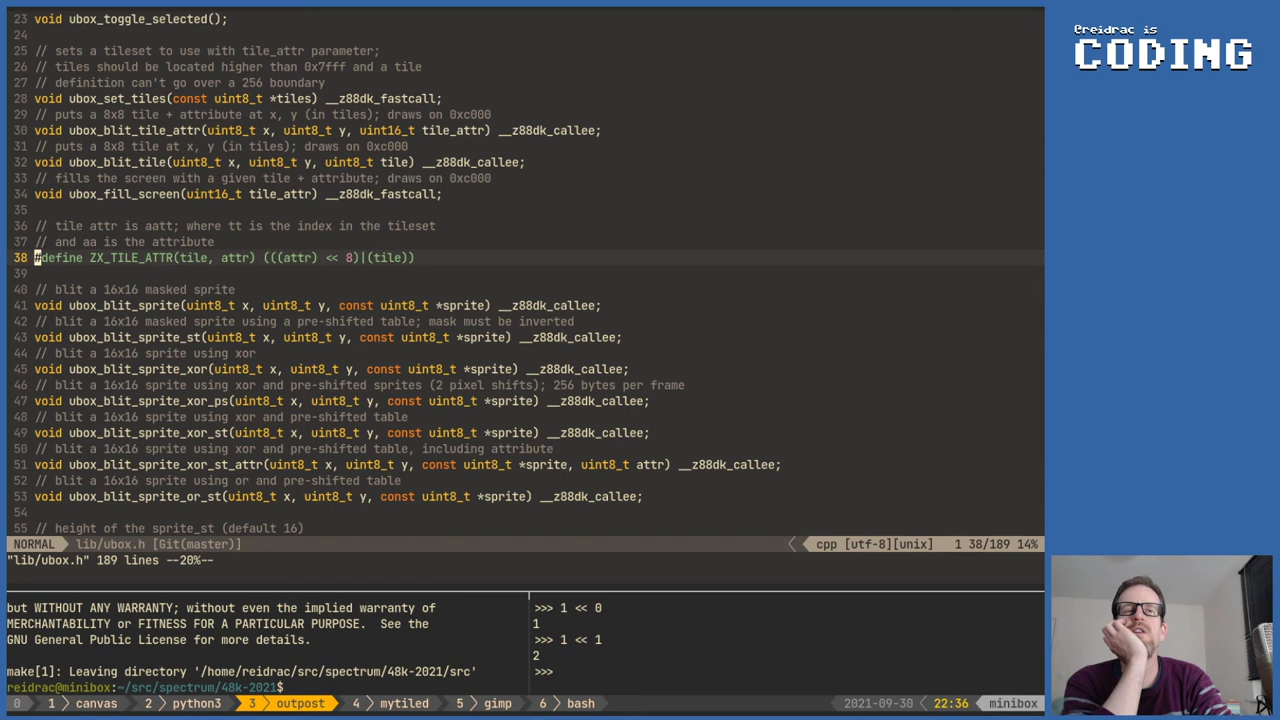 23 void ubox_toggle_selected();
24
25 // sets a tileset to use with tile_attr parameter;
26 // tiles should be located higher than 0x7fff and a tile
27 // definition can't go over a 256 boundary
28 void ubox_set_tiles(const uint8_t *tiles) __z88dk_fastcall;
29 // puts a 8x8 tile + attribute at x, y (in tiles); draws on 0xc000
30 void ubox_blit_tile_attr(uint8_t x, uint8_t y, uint16_t tile_attr) __z88dk_callee;
31 // puts a 8x8 tile at x, y (in tiles); draws on 0xc000
32 void ubox_blit_tile(uint8_t x, uint8_t y, uint8_t tile) __z88dk_callee;
33 // fills the screen with a given tile + attribute; draws on 0xc000
34 void ubox_fill_screen(uint16_t tile_attr) __z88dk_fastcall;
35
36 // tile attr is aatt; where tt is the index in the tileset
37 // and aa is the attribute
38 #define ZX_TILE_ATTR(tile, attr) (((attr) << 8)|(tile))
39
40 // blit a 16x16 masked sprite
41 void ubox_blit_sprite(uint8_t x, uint8_t y, const uint8_t *sprite) __z88dk_callee;
42 // blit a 16x16 masked sprite using a pre-shifted table; mask must be inverted
43 void ubox_blit_sprite_st(uint8_t x, uint8_t y, const uint8_t *sprite) __z88dk_callee;
44 // blit a 16x16 sprite using xor
45 void ubox_blit_sprite_xor(uint8_t x, uint8_t y, const uint8_t *sprite) __z88dk_callee;
46 // blit a 16x16 sprite using xor and pre-shifted sprites (2 pixel shifts); 256 bytes per frame
47 void ubox_blit_sprite_xor_ps(uint8_t x, uint8_t y, const uint8_t *sprite) __z88dk_callee;
48 // blit a 16x16 sprite using xor and pre-shifted table
49 void ubox_blit_sprite_xor_st(uint8_t x, uint8_t y, const uint8_t *sprite) __z88dk_callee;
50 // blit a 16x16 sprite using xor and pre-shifted table, including attribute
51 void ubox_blit_sprite_xor_st_attr(uint8_t x, uint8_t y, const uint8_t *sprite, uint8_t attr) __z88dk_callee;
52 // blit a 16x16 sprite using or and pre-shifted table
53 void ubox_blit_sprite_or_st(uint8_t x, uint8_t y, const uint8_t *sprite) __z88dk_callee;
54
55 // height of the sprite_st (default 16)
NORMAL lib/ubox.h [Git(master)] cpp [utf-8][unix] 1 38/189 14%
"lib/ubox.h" 189 lines --20%--
but WITHOUT ANY WARRANTY; without even the implied warranty of
MERCHANTABILITY or FITNESS FOR A PARTICULAR PURPOSE. See the
GNU General Public License for more details.
make[1]: Leaving directory '/home/reidrac/src/spectrum/48k-2021/src'
reidrac@minibox:~/src/spectrum/48k-2021$
>>> 1 << 0
1
>>> 1 << 1
2
>>>
0 1 canvas 2 python3 3 outpost 4 mytiled 5 gimp 6 bash 2021-09-30 22:36 minibox
@reidrac is
CODING